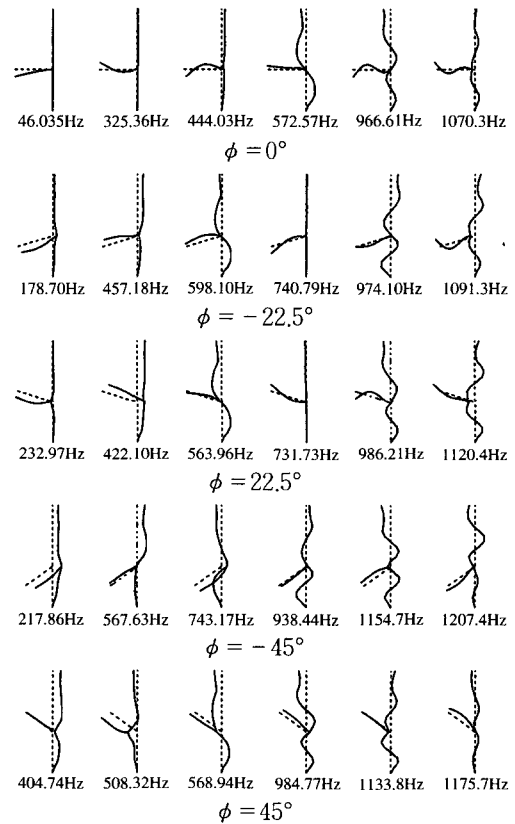 46.035Hz 325.36Hz 444.03Hz 572.57Hz 966.61Hz 1070.3Hz
ϕ = 0°
178.70Hz 457.18Hz 598.10Hz 740.79Hz 974.10Hz 1091.3Hz
ϕ = − 22.5°
232.97Hz 422.10Hz 563.96Hz 731.73Hz 986.21Hz 1120.4Hz
ϕ = 22.5°
217.86Hz 567.63Hz 743.17Hz 938.44Hz 1154.7Hz 1207.4Hz
ϕ = − 45°
404.74Hz 508.32Hz 568.94Hz 984.77Hz 1133.8Hz 1175.7Hz
ϕ = 45°